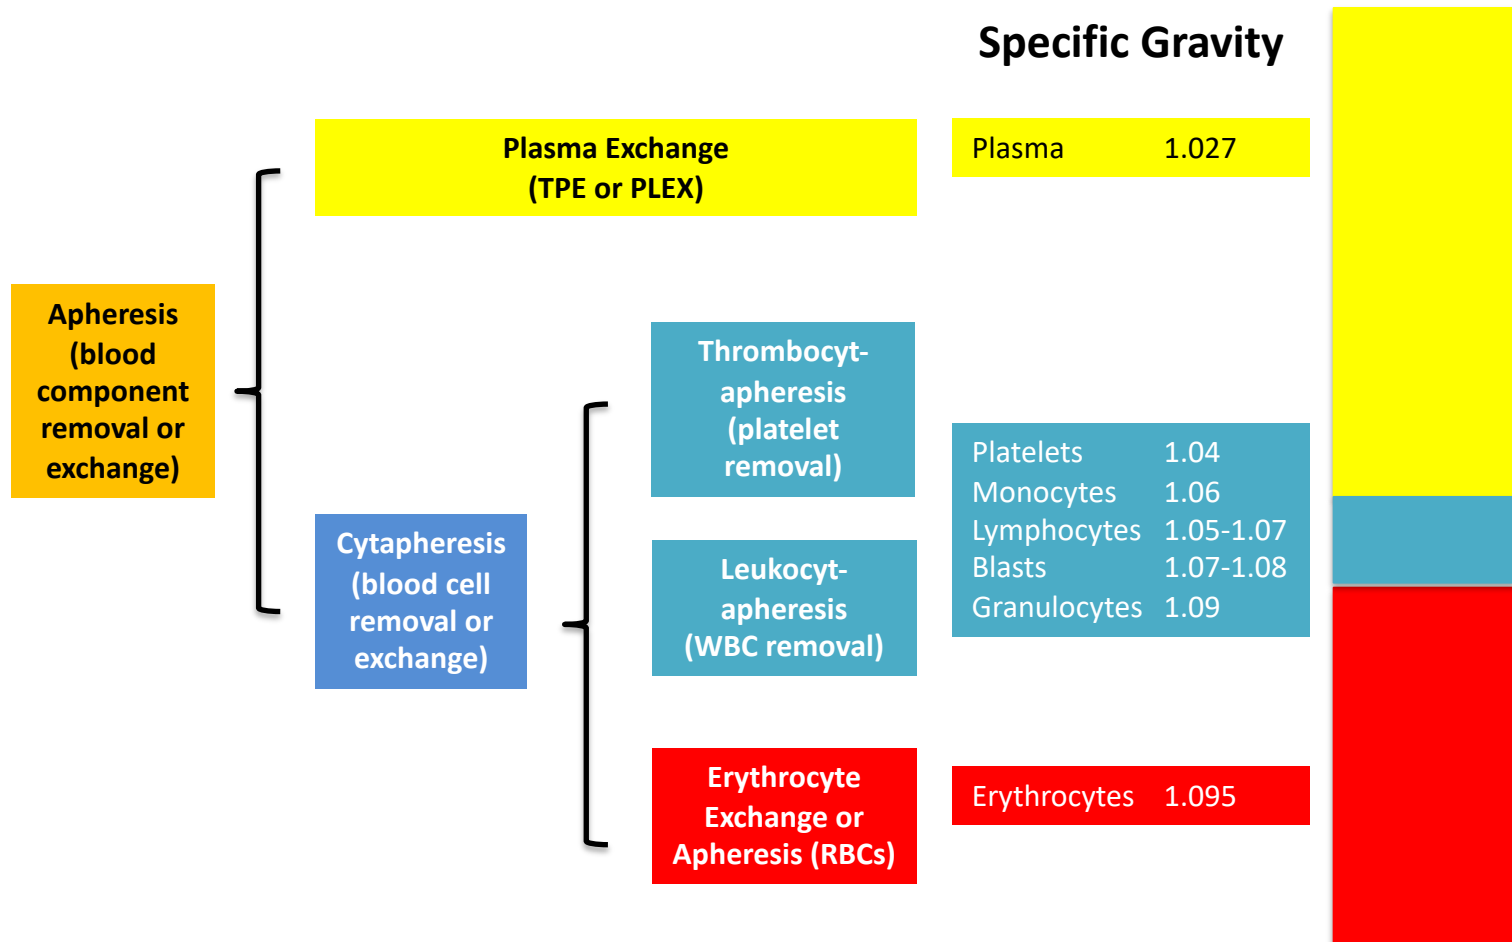 Specific Gravity
Plasma Exchange
(TPE or PLEX)
Plasma 1.027
Apheresis
(blood
component
removal or
exchange)
Thrombocyt-
apheresis
(platelet
removal)
Cytapheresis
(blood cell
removal or
exchange)
Leukocyt-
apheresis
(WBC removal)
Platelets 1.04
Monocytes 1.06
Lymphocytes 1.05-1.07
Blasts 1.07-1.08
Granulocytes 1.09
Erythrocyte
Exchange or
Apheresis (RBCs)
Erythrocytes 1.095